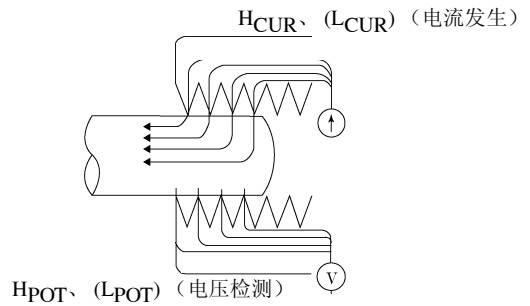 HCUR、 (LCUR) （电流发生）
V
HPOT、 (LPOT) （电压检测）